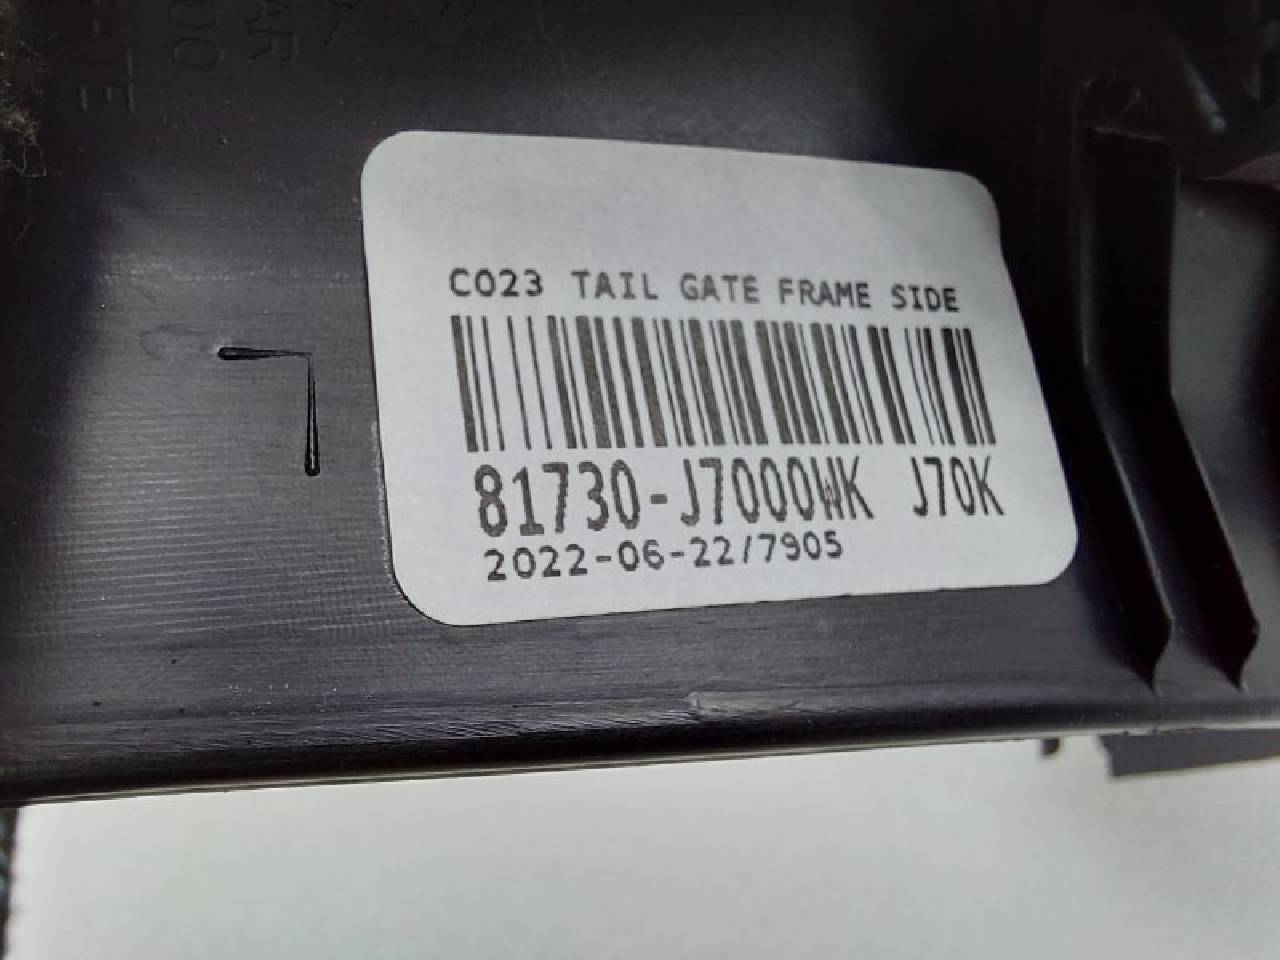 CO23 TAIL GATE FRAME SIDE
81730-J7000WK J70K
2022-06-22/7905